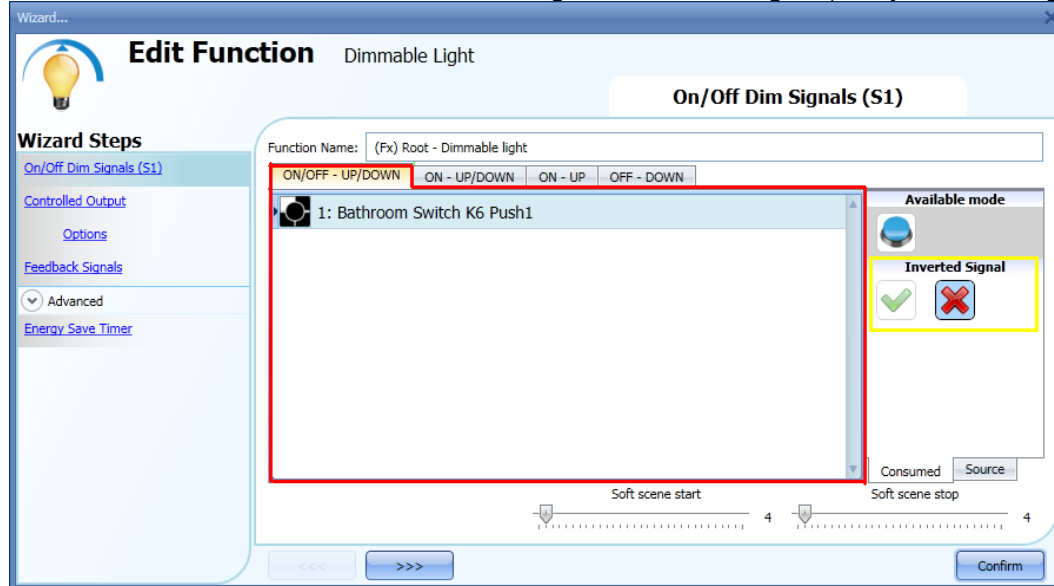 Wizard...
Edit Function Dimmable Light
On/Off Dim Signals (S1)
Wizard Steps
On/Off Dim Signals (S1)
Controlled Output
Options
Feedback Signals
Advanced
Energy Save Timer
Function Name: (Fx) Root - Dimmable light
ON/OFF - UP/DOWN ON - UP/DOWN ON - UP OFF - DOWN
1: Bathroom Switch K6 Push1
Available mode
Inverted Signal
Consumed Source
Soft scene start Soft scene stop
4 4
<<< >>> Confirm